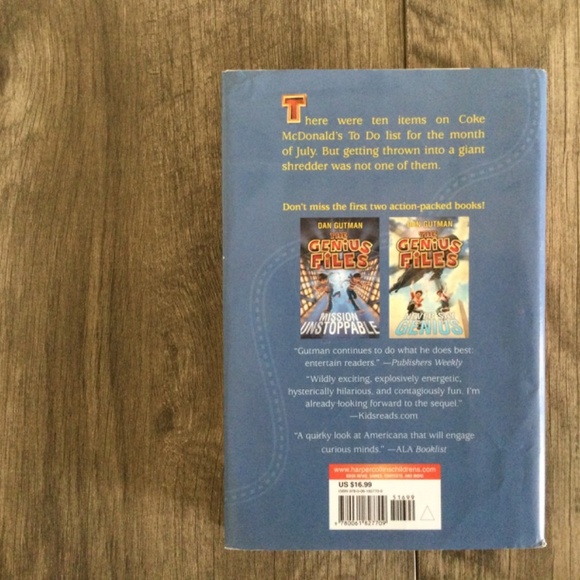 There were ten items on Coke
McDonald's To Do list for the month
of July. But getting thrown into a giant
shredder was not one of them.
Don't miss the first two action-packed books!
DAN GUTMAN
THE
GENIUS
FILES
MISSION
UNSTOPPABLE
DAN GUTMAN
THE
GENIUS
FILES
GENIUS
"Gutman continues to do what he does best:
entertain readers." —Publishers Weekly
"Wildly exciting, explosively energetic,
hysterically hilarious, and contagiously fun. I'm
already looking forward to the sequel."
—Kidsreads.com
"A quirky look at Americana that will engage
curious minds." —ALA Booklist
www.harpercollinschildrens.com
US $16.99
51699
9780061827709